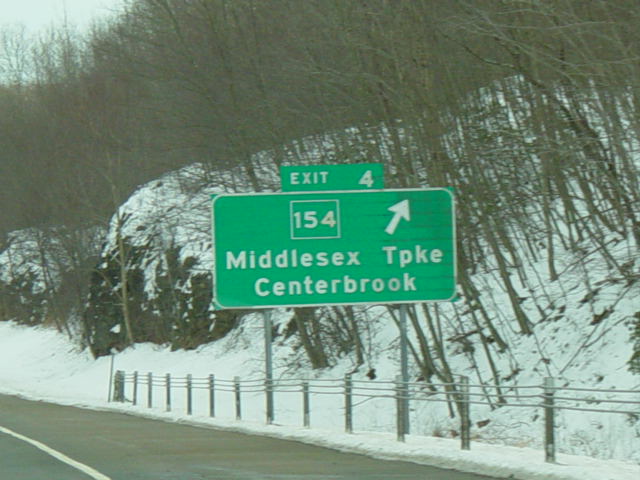 EXIT 4
154
Middlesex Tpke
Centerbrook